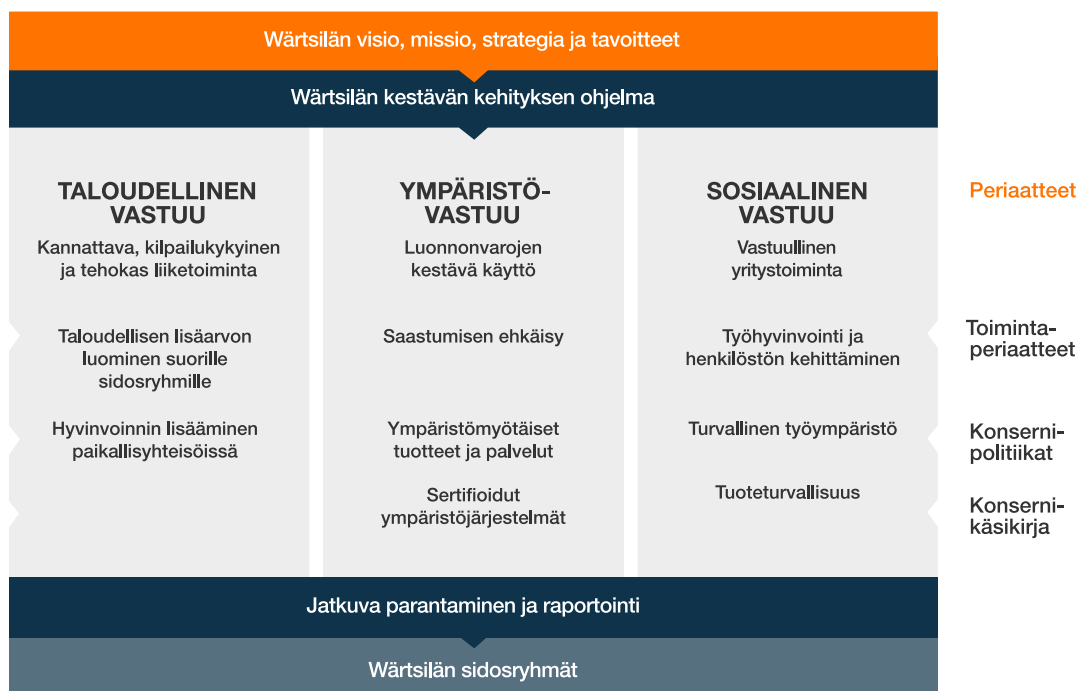 Wärtsilän visio, missio, strategia ja tavoitteet
Wärtsilän kestävän kehityksen ohjelma
TALOUDELLINEN
VASTUU
Kannattava, kilpailukykyinen
ja tehokas liiketoiminta
Taloudellisen lisäarvon
luominen suorille
sidosryhmille
Hyvinvoinnin lisääminen
paikallisyhteisöissä
YMPÄRISTÖ-
VASTUU
Luonnonvarojen
kestävä käyttö
Saastumisen ehkäisy
Ympäristömyötäiset
tuotteet ja palvelut
Sertifioidut
ympäristöjärjestelmät
SOSIAALINEN
VASTUU
Vastuullinen
yritystoiminta
Työhyvinvointi ja
henkilöstön kehittäminen
Turvallinen työympäristö
Tuoteturvallisuus
Periaatteet
Toiminta-
periaatteet
Konserni-
politiikat
Konserni-
käsikirja
Jatkuva parantaminen ja raportointi
Wärtsilän sidosryhmät